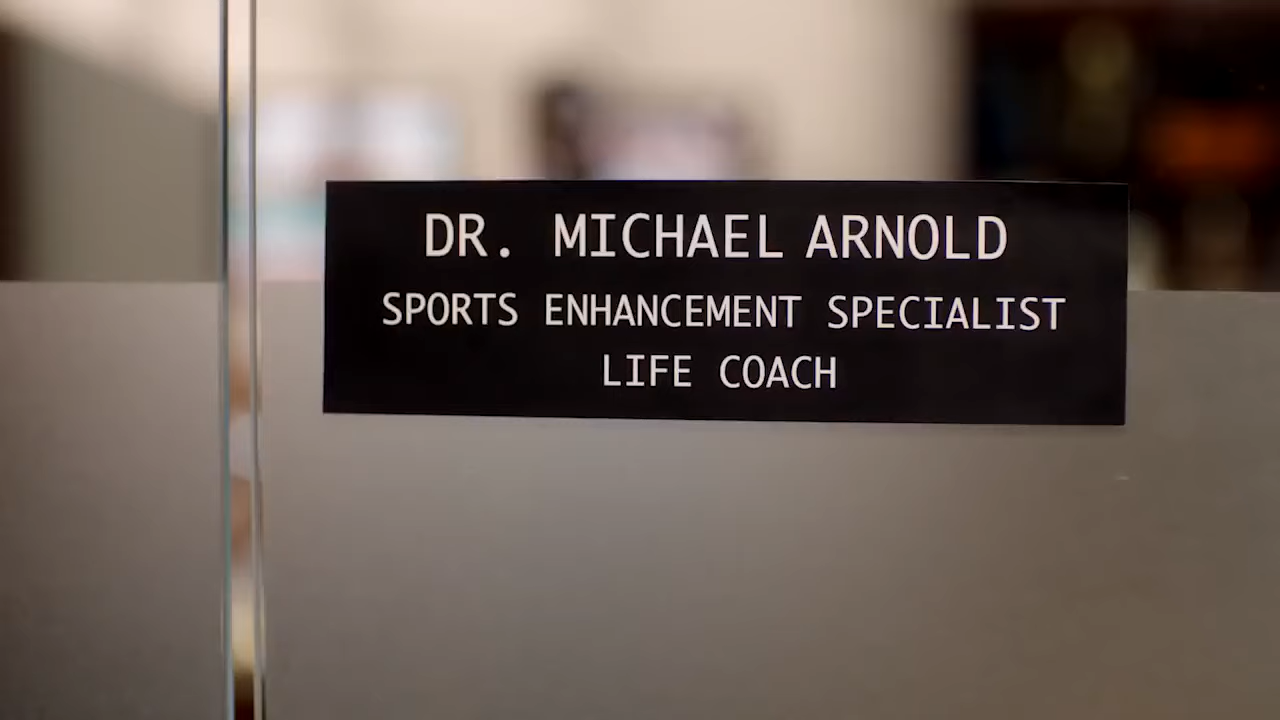 DR. MICHAEL ARNOLD
SPORTS ENHANCEMENT SPECIALIST
LIFE COACH